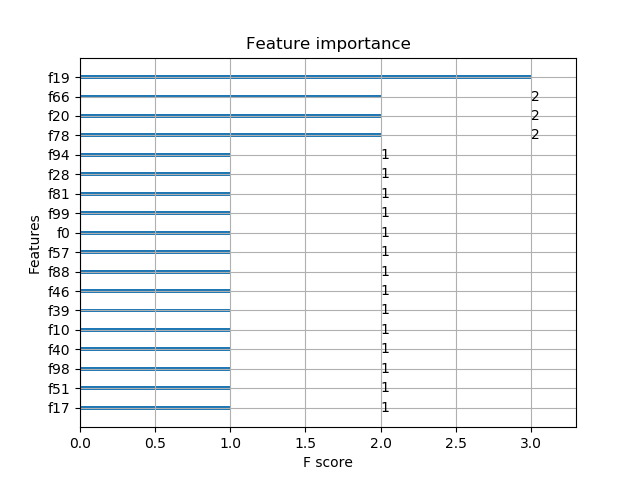 Feature importance
f19
f66 2
f20 2
f78 2
f94 1
f28 1
f81 1
f99 1
f0 1
f57 1
f88 1
f46 1
f39 1
f10 1
f40 1
f98 1
f51 1
f17 1
Features
0.0 0.5 1.0 1.5 2.0 2.5 3.0
F score